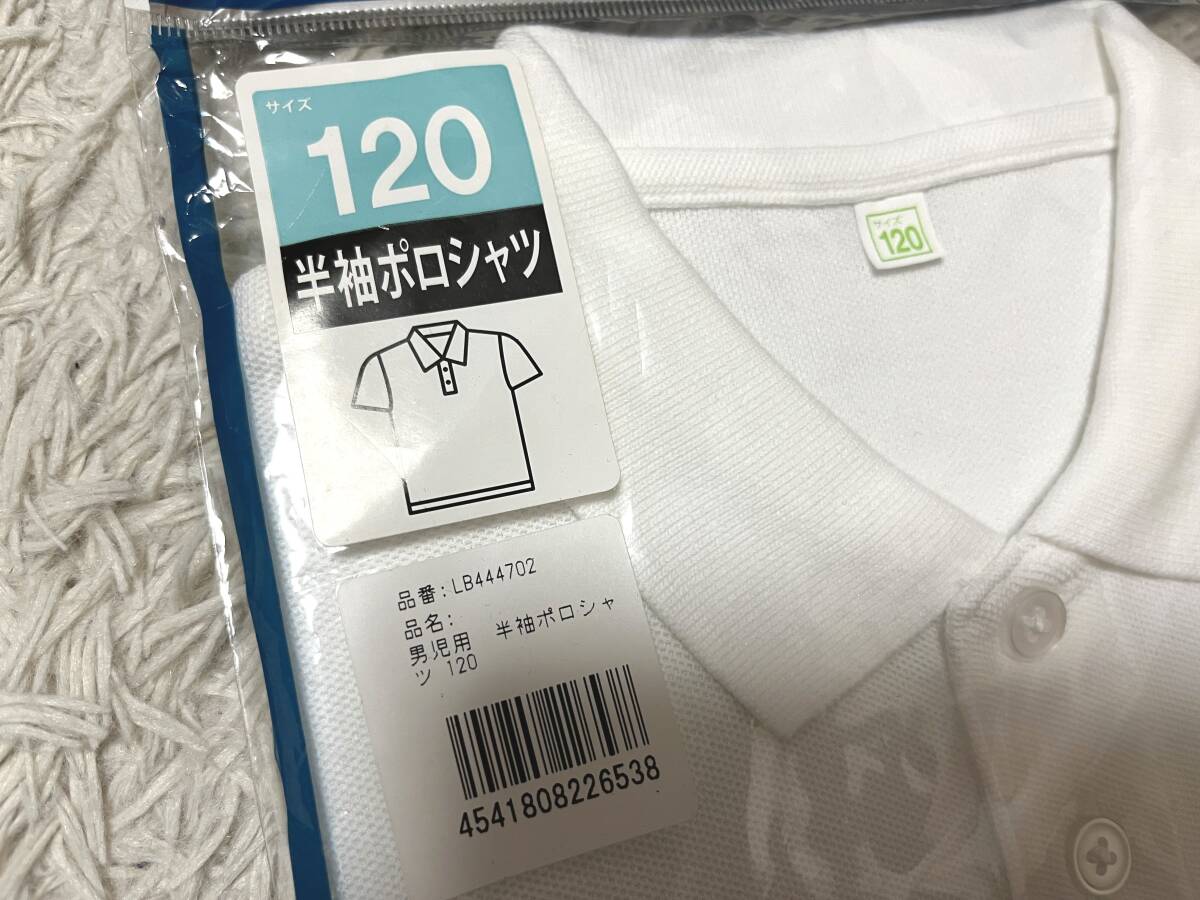 サイズ
120
半袖ポロシャツ
サイズ
120
品番:LB444702
品名:
男児用 半袖ポロシャ
ツ 120
4541808226538